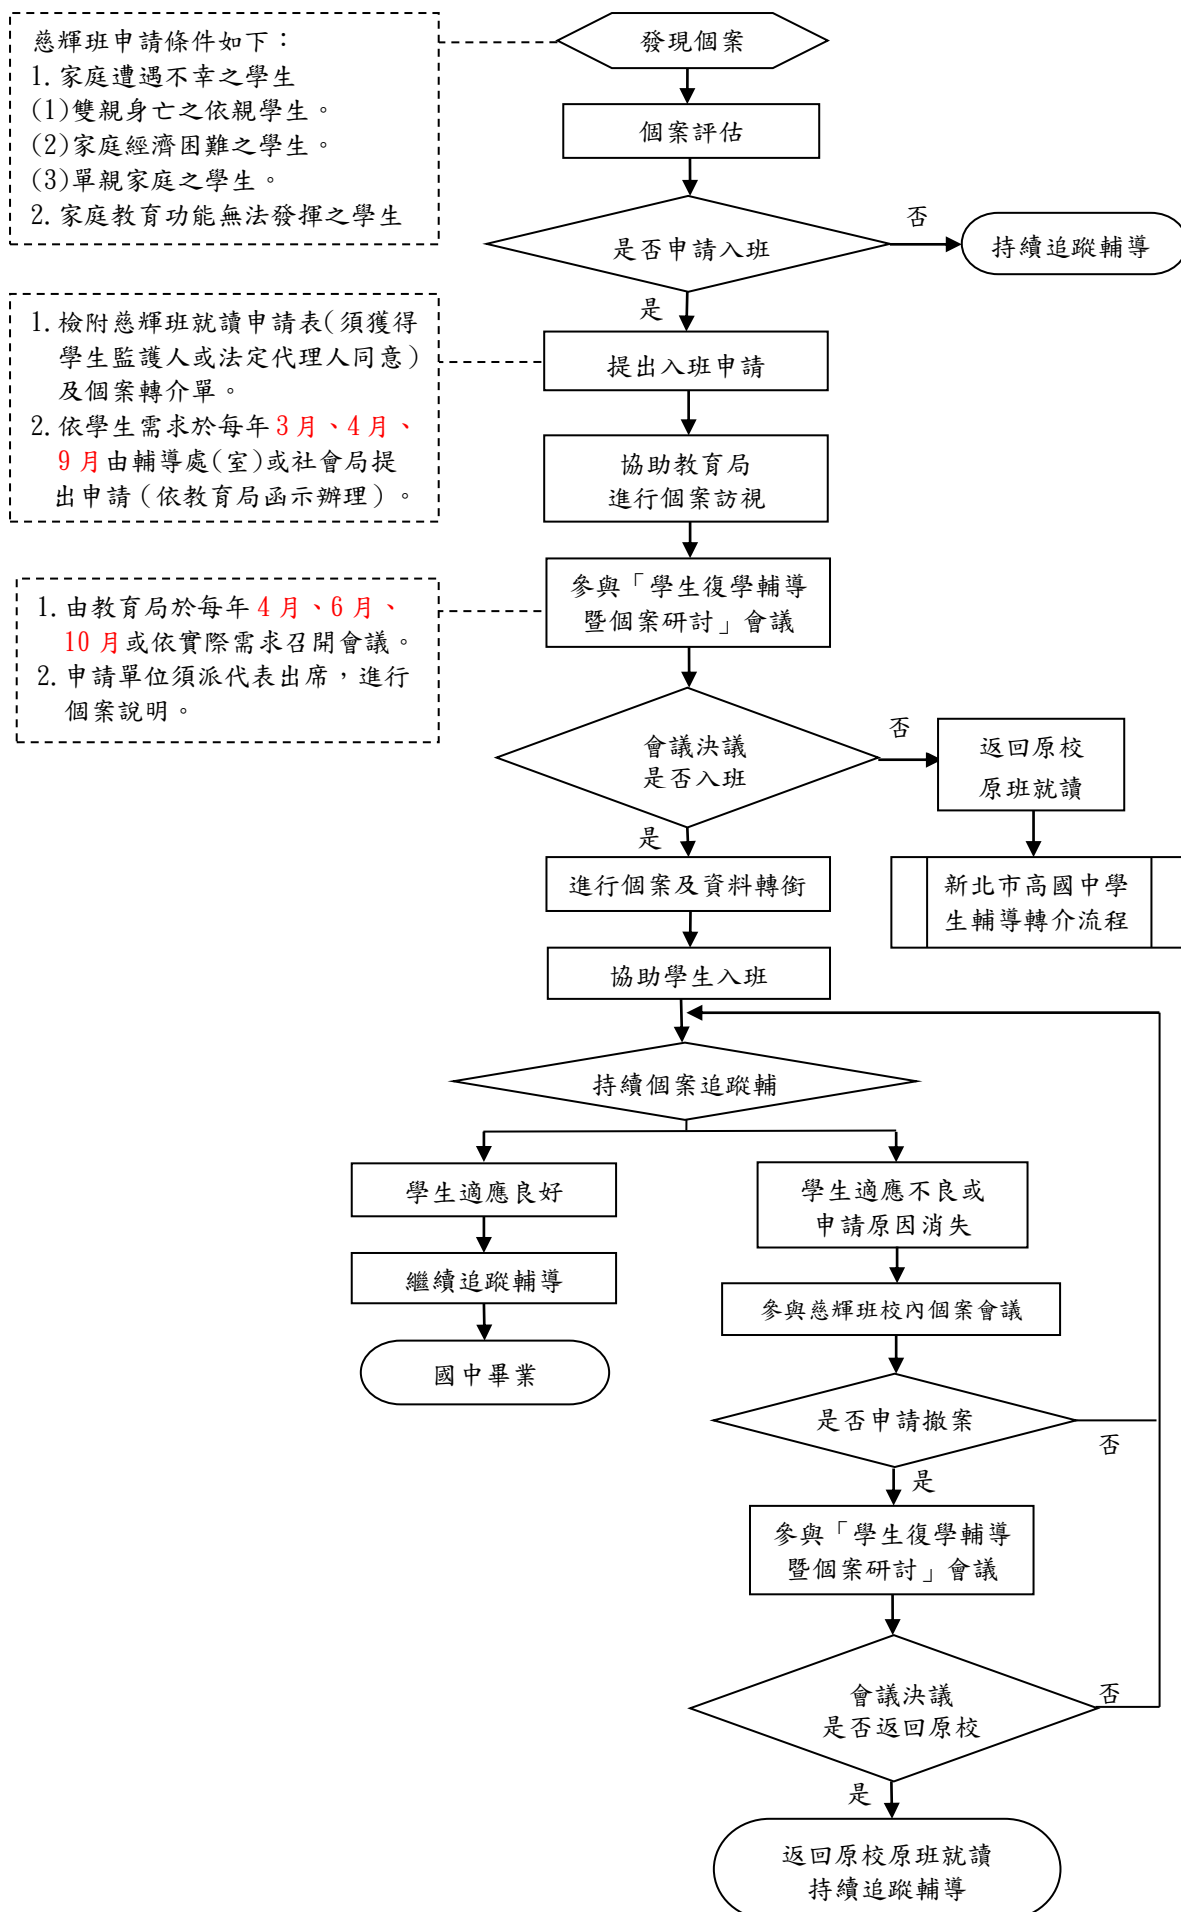 慈輝班申請條件如下：
1.家庭遭遇不幸之學生
(1)雙親身亡之依親學生。
(2)家庭經濟困難之學生。
(3)單親家庭之學生。
2.家庭教育功能無法發揮之學生
發現個案
個案評估
是否申請入班
否
持續追蹤輔導
是
1.檢附慈輝班就讀申請表(須獲得
學生監護人或法定代理人同意)
及個案轉介單。
2.依學生需求於每年3月、4月、
9月由輔導處(室)或社會局提
出申請(依教育局函示辦理)。
提出入班申請
協助教育局
進行個案訪視
1.由教育局於每年4月、6月、
10月或依實際需求召開會議。
2.申請單位須派代表出席，進行
個案說明。
參與「學生復學輔導
暨個案研討」會議
會議決議
是否入班
否
返回原校
原班就讀
新北市高國中學
生輔導轉介流程
是
進行個案及資料轉銜
協助學生入班
持續個案追蹤輔
學生適應良好
繼續追蹤輔導
國中畢業
學生適應不良或
申請原因消失
參與慈輝班校內個案會議
是否申請撤案
否
是
參與「學生復學輔導
暨個案研討」會議
會議決議
是否返回原校
否
是
返回原校原班就讀
持續追蹤輔導